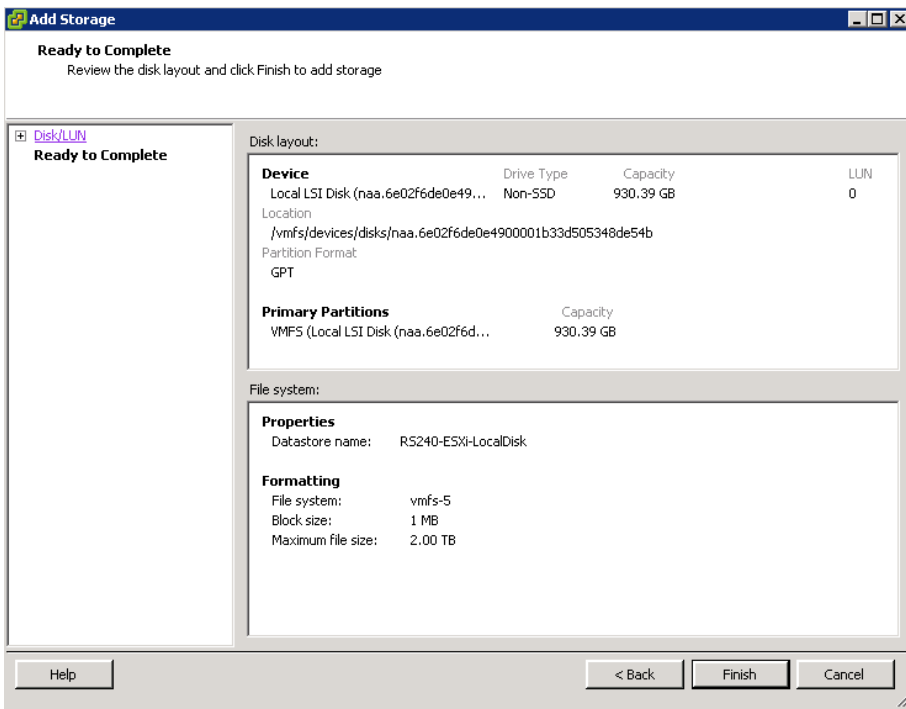 Add Storage
Ready to Complete
Review the disk layout and click Finish to add storage
Disk/LUN
Ready to Complete
Disk layout:
Device Drive Type Capacity LUN
Local LSI Disk (naa.6e02f6de0e49... Non-SSD 930.39 GB 0
Location
/vmfs/devices/disks/naa.6e02f6de0e4900001b33d505348de54b
Partition Format
GPT
Primary Partitions Capacity
VMFS (Local LSI Disk (naa.6e02f6d... 930.39 GB
File system:
Properties
Datastore name: RS240-ESXi-LocalDisk
Formatting
File system: vmfs-5
Block size: 1 MB
Maximum file size: 2.00 TB
Help < Back Finish Cancel